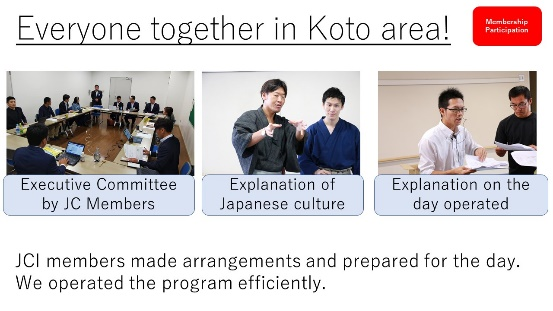 Everyone together in Koto area!
Membership
Participation
Executive Committee
by JC Members
Explanation of
Japanese culture
Explanation on the
day operated
JCI members made arrangements and prepared for the day.
We operated the program efficiently.